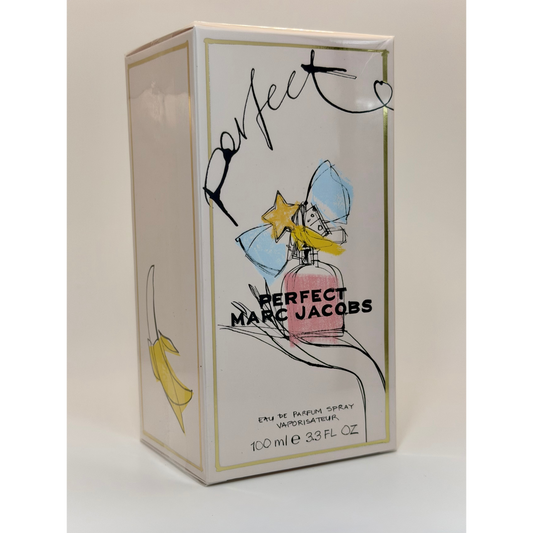 Perfect
PERFECT
MARC JACOBS
EAU DE PARFUM SPRAY
VAPORISATEUR
100 ml e 3.3 FL OZ